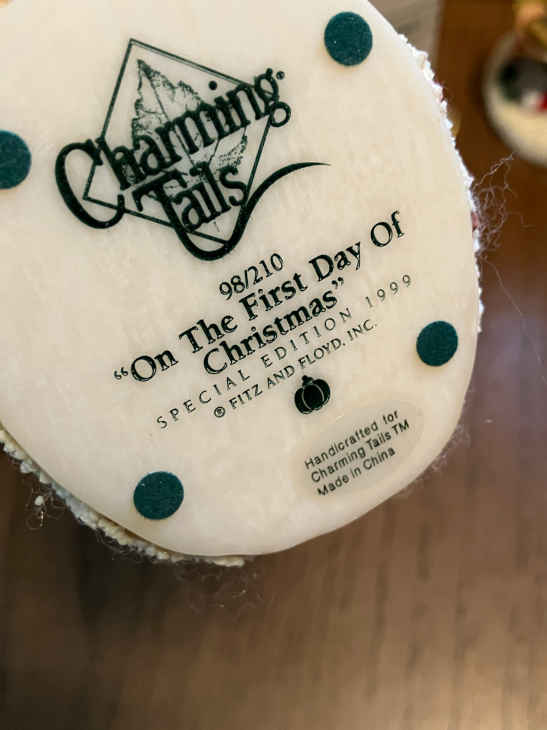 Charming
Tails®
98/210
“On The First Day Of
Christmas”
SPECIAL EDITION 1999
® FITZ AND FLOYD, INC.
Handicrafted for
Charming Tails TM
Made in China